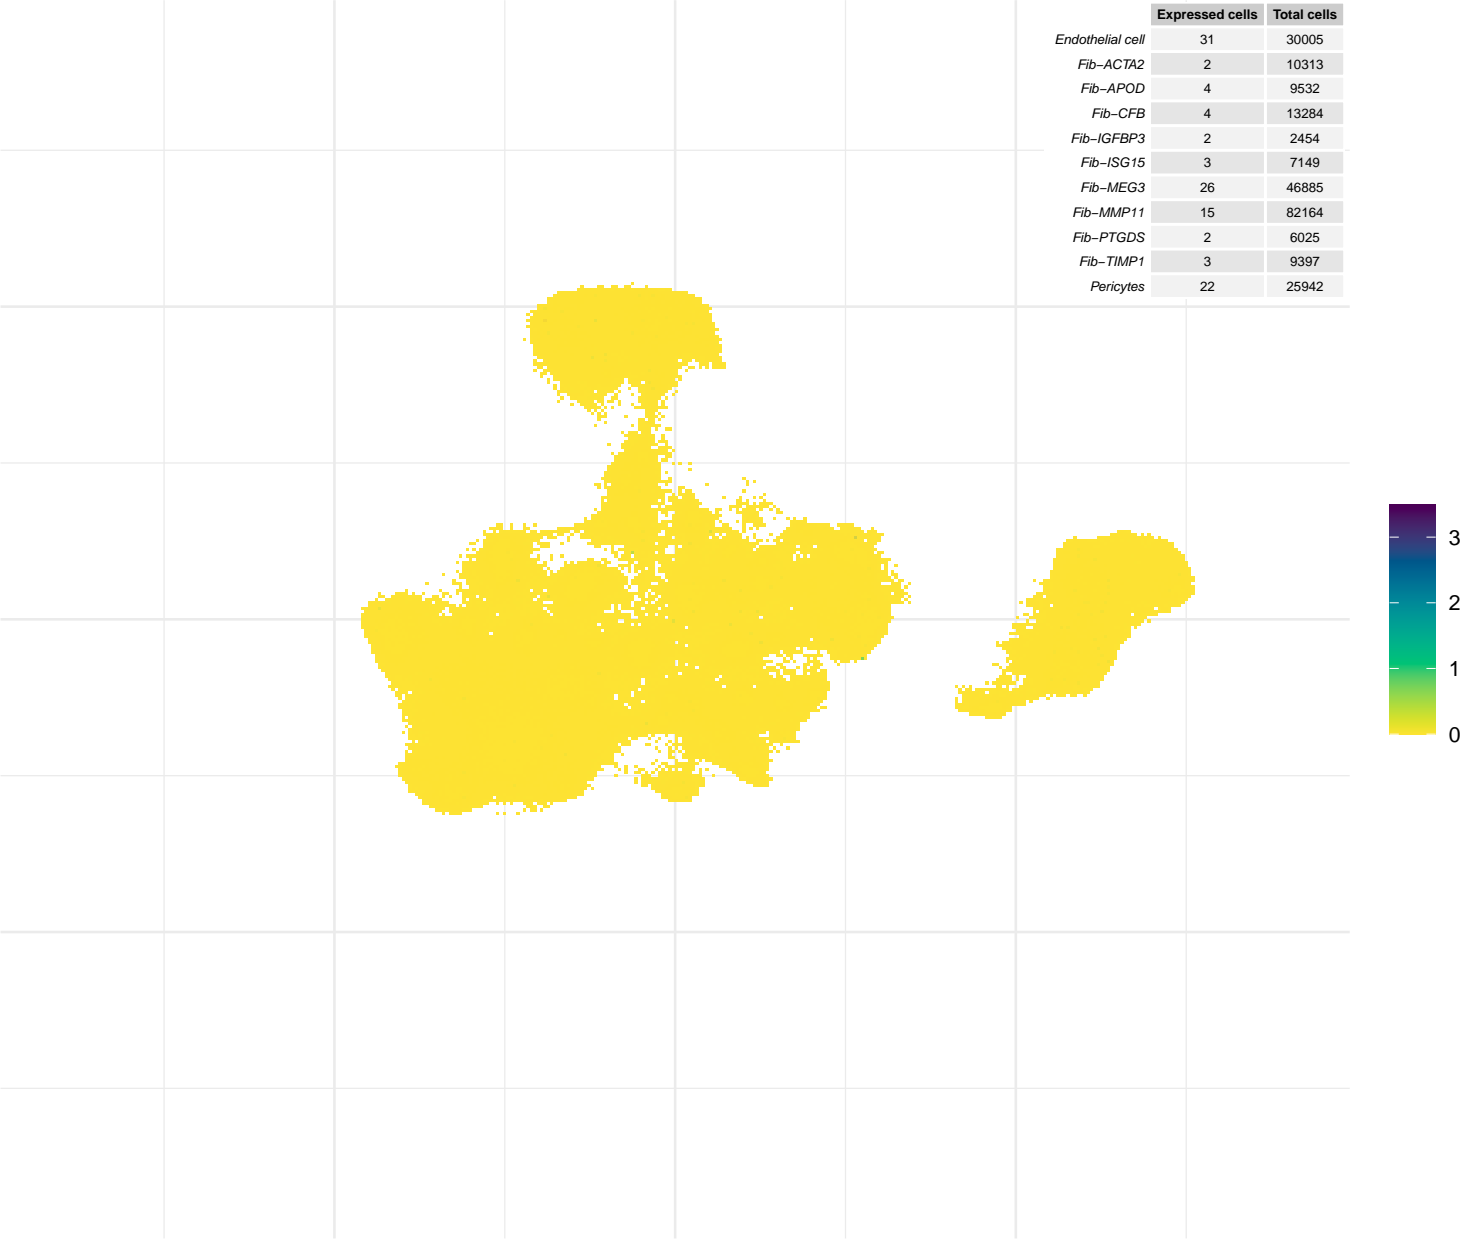 Expressed cells Total cells
Endothelial cell 31 30005
Fib−ACTA2 2 10313
Fib−APOD 4 9532
Fib−CFB 4 13284
Fib−IGFBP3 2 2454
Fib−ISG15 3 7149
Fib−MEG3 26 46885
Fib−MMP11 15 82164
Fib−PTGDS 2 6025
Fib−TIMP1 3 9397
Pericytes 22 25942
3
2
1
0